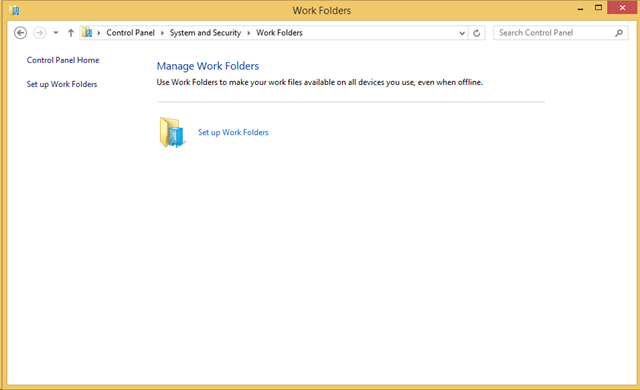 Work Folders
Control Panel System and Security Work Folders
Search Control Panel
Control Panel Home
Set up Work Folders
Manage Work Folders
Use Work Folders to make your work files available on all devices you use, even when offline.
Set up Work Folders